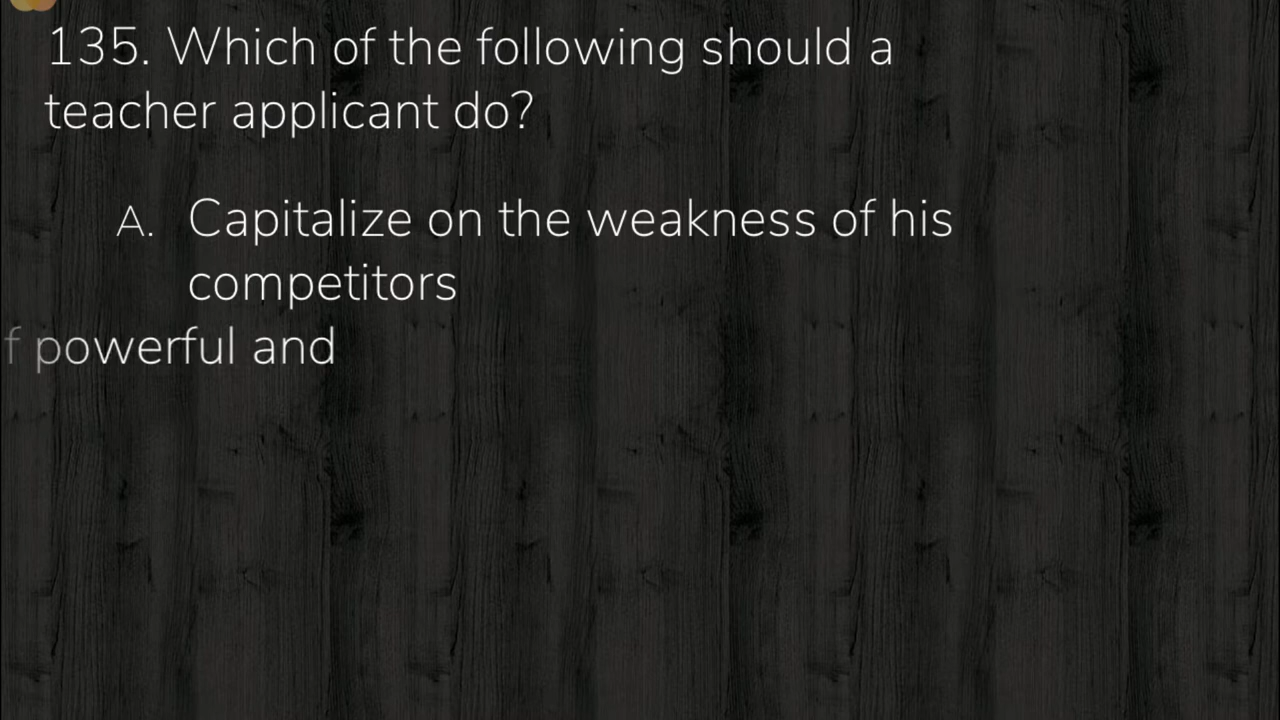 135. Which of the following should a
teacher applicant do?
A. Capitalize on the weakness of his
competitors
f powerful and